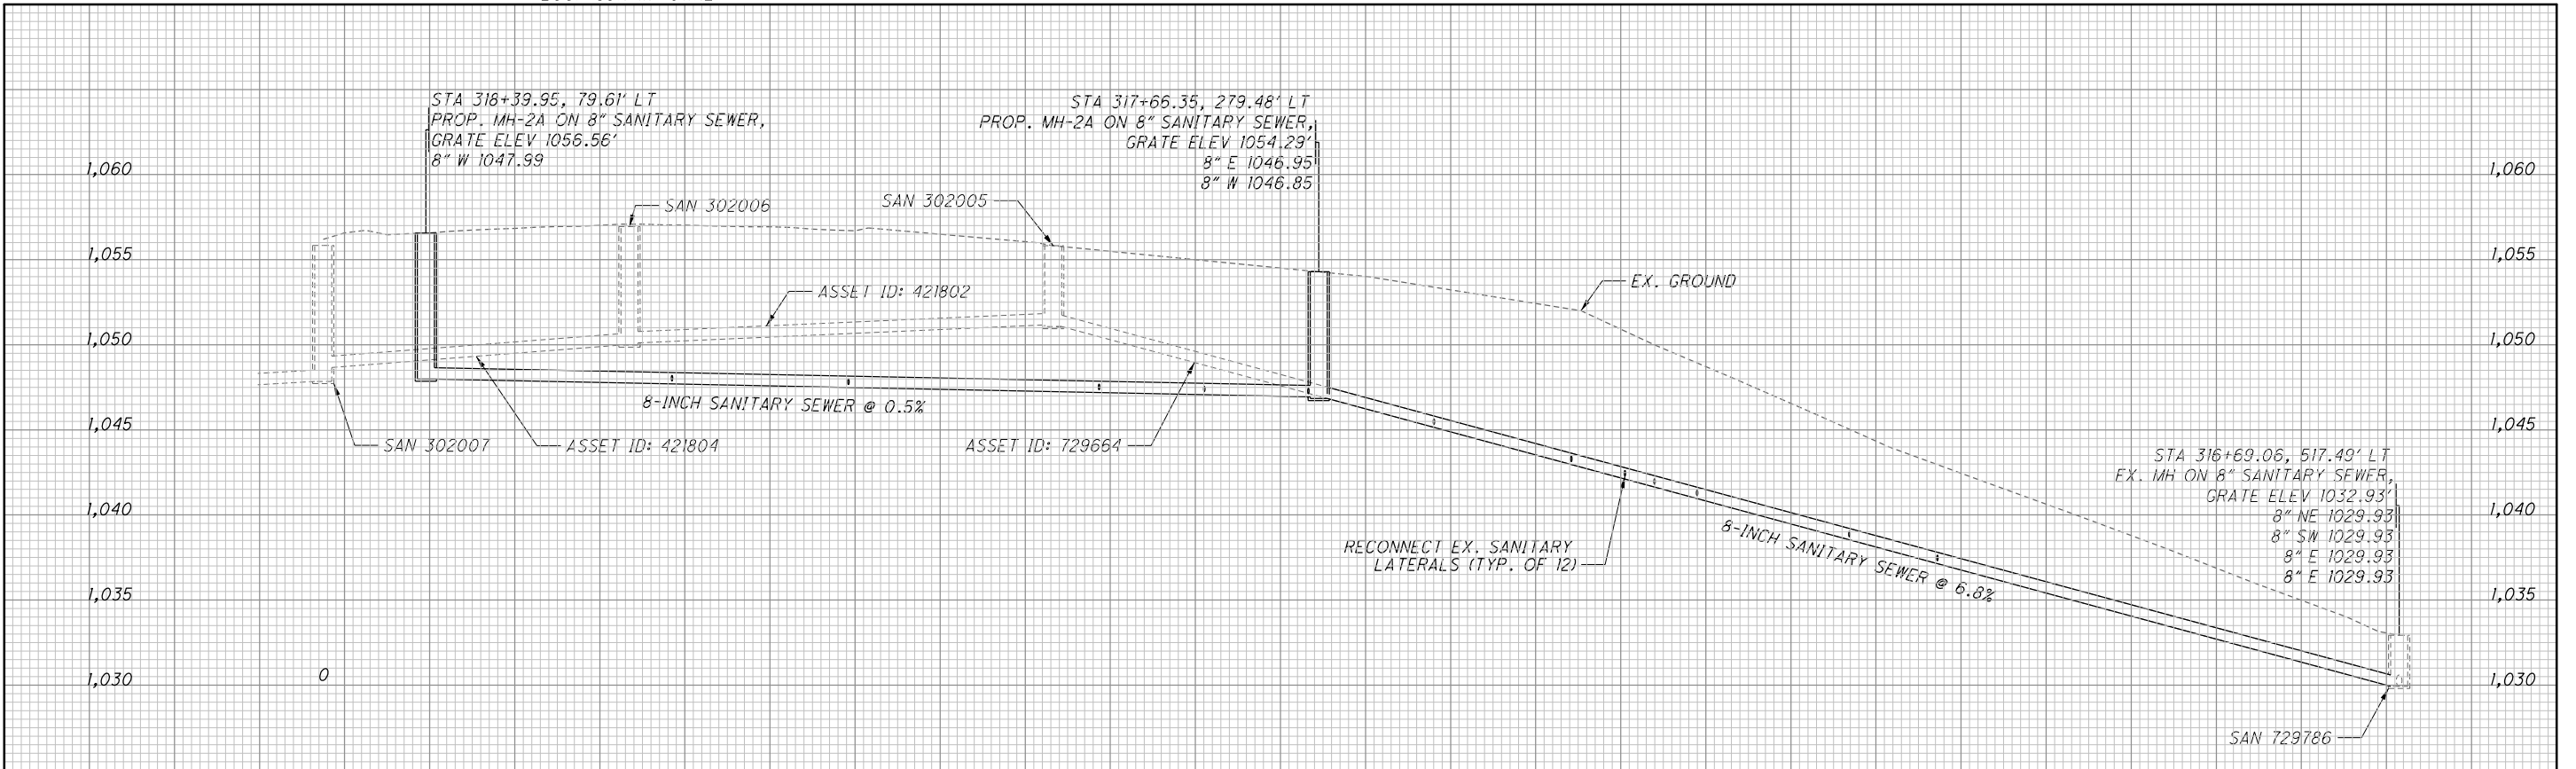 STA 318+39.95, 79.61' LT
PROP. MH-2A ON 8" SANITARY SEWER,
GRATE ELEV 1056.56'
8" W 1047.99
STA 317+66.35, 279.48' LT
PROP. MH-2A ON 8" SANITARY SEWER,
GRATE ELEV 1054.29'
8" E 1046.95
8" W 1046.85
1,060
1,060
SAN 302006
SAN 302005
1,055
1,055
EX. GROUND
ASSET ID: 421802
1,050
1,050
8-INCH SANITARY SEWER @ 0.5%
1,045
1,045
SAN 302007
ASSET ID: 421804
ASSET ID: 729664
STA 316+69.06, 517.49' LT
EX. MH ON 8" SANITARY SEWER,
GRATE ELEV 1032.93'
8" NE 1029.93
8" SW 1029.93
8" E 1029.93
8" E 1029.93
1,040
1,040
RECONNECT EX. SANITARY
LATERALS (TYP. OF 12)
8-INCH SANITARY SEWER @ 6.8%
1,035
1,035
1,030
0
1,030
SAN 729786